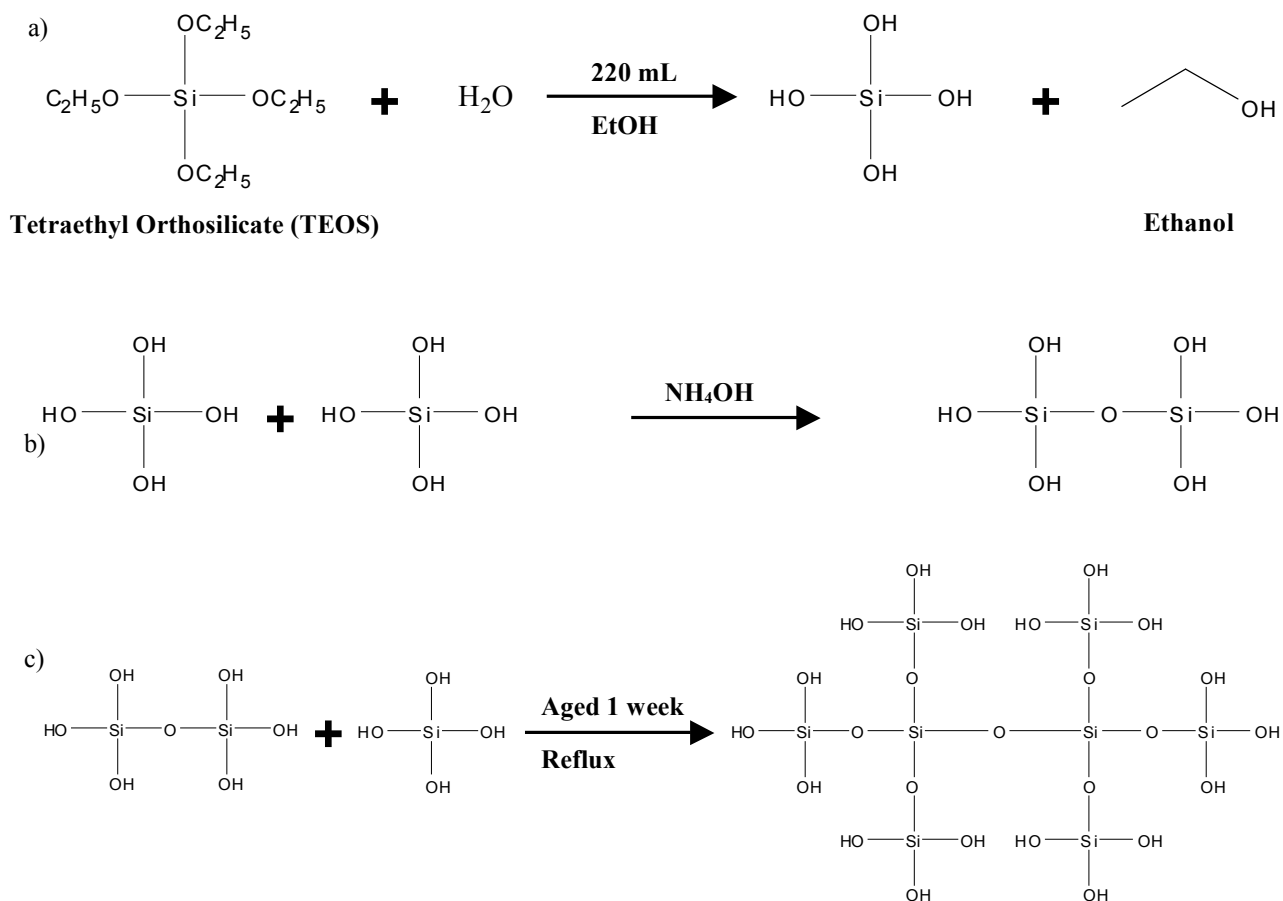 a)
OC₂H₅
C₂H₅O Si OC₂H₅ + H₂O 220 mL EtOH HO Si OH + OH
OC₂H₅
OH
OH
Tetraethyl Orthosilicate (TEOS) Ethanol
b)
OH OH OH OH
HO Si OH + HO Si OH NH₄OH HO Si O Si OH
OH OH OH OH
c)
OH OH
HO Si OH HO Si OH
O O
OH OH OH OH OH
HO Si O Si OH + HO Si OH Aged 1 week Reflux HO Si O Si O Si O Si OH
OH OH OH OH OH
O O
HO Si OH HO Si OH
OH OH